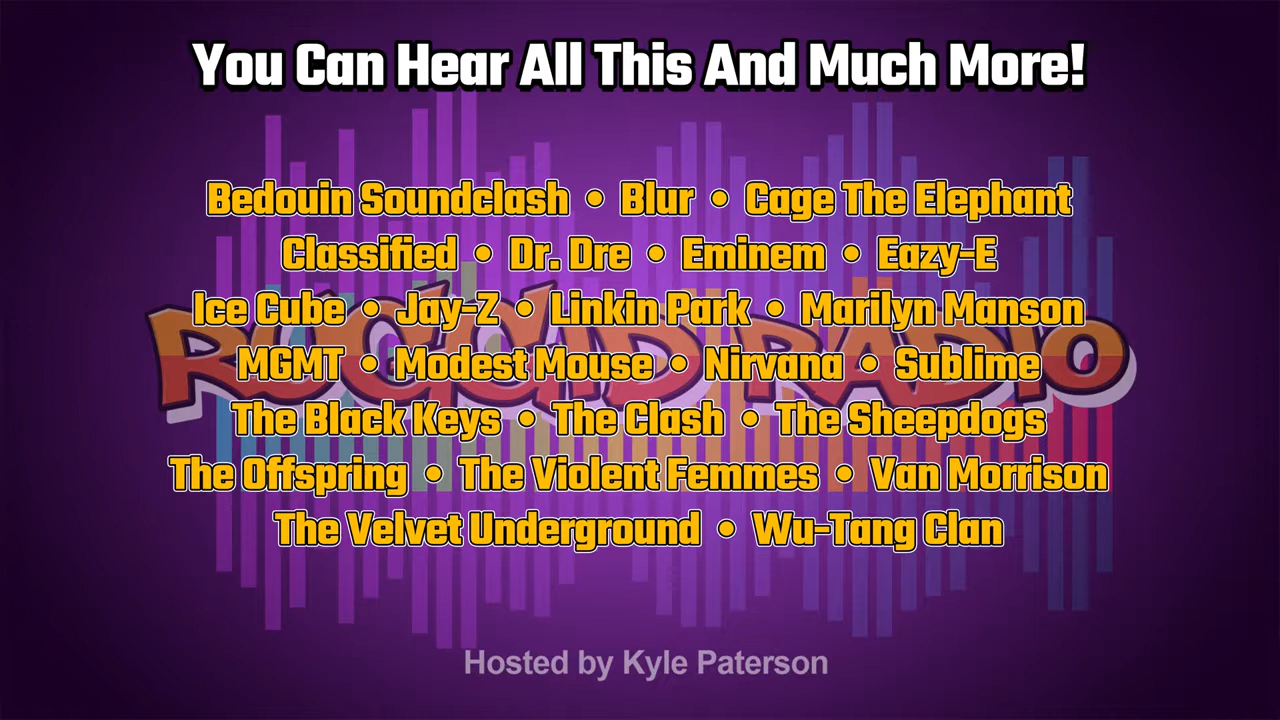 You Can Hear All This And Much More!
Bedouin Soundclash • Blur • Cage The Elephant
Classified • Dr. Dre • Eminem • Eazy-E
Ice Cube • Jay-Z • Linkin Park • Marilyn Manson
RUGGID RADIO
MGMT • Modest Mouse • Nirvana • Sublime
The Black Keys • The Clash • The Sheepdogs
The Offspring • The Violent Femmes • Van Morrison
The Velvet Underground • Wu-Tang Clan
Hosted by Kyle Paterson